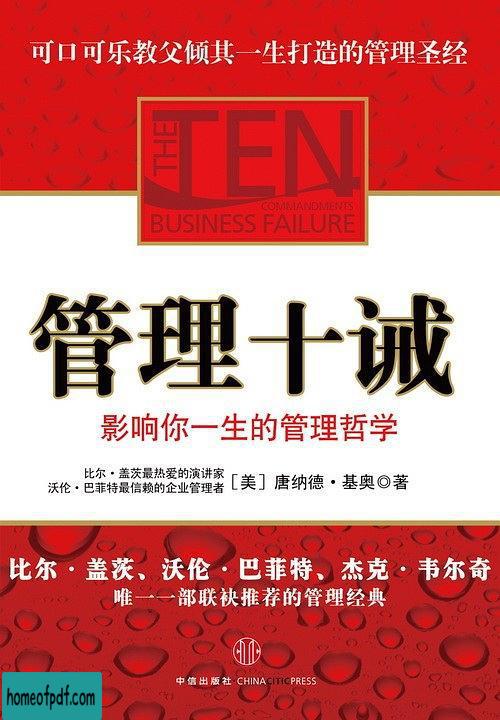 可口可乐教父倾其一生打造的管理圣经
THE TEN
COMMANDMENTS
BUSINESS FAILURE
管理十诫
影响你一生的管理哲学
比尔·盖茨最热爱的演讲家
沃伦·巴菲特最信赖的企业管理者
[美] 唐纳德·基奥◎著
比尔·盖茨、沃伦·巴菲特、杰克·韦尔奇
唯一一部联袂推荐的管理经典
中信出版社 CHINACITICPRESS
homeofpdf.com